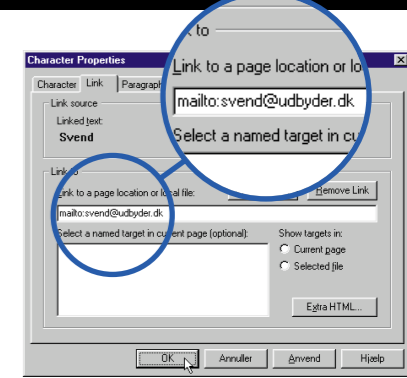 Character Properties
Character Link Paragraph
Link source
Linked text:
Svend
Link to
Link to a page location or local file:
Remove Link
mailto:svend@udbyder.dk
Select a named target in current page (optional):
Show targets in:
Current page
Selected file
Extra HTML...
OK Annuller Anvend Hjælp
to
Link to a page location or lo
mailto:svend@udbyder.dk
Select a named target in cu